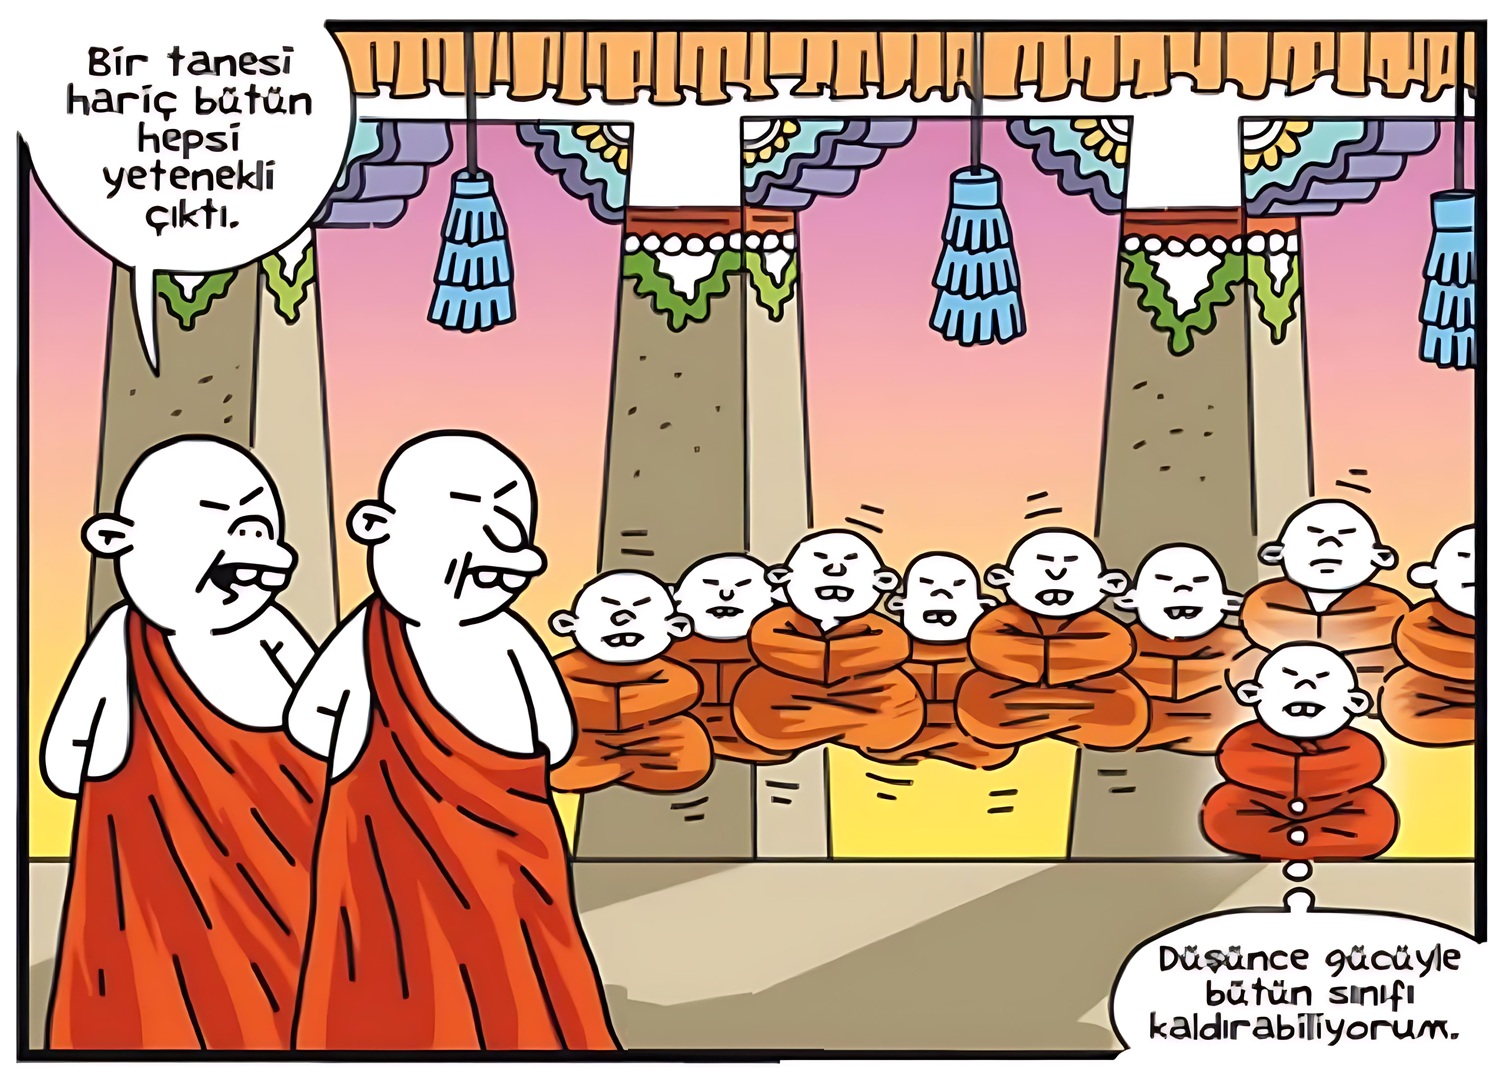 Bir tanesi
hariç bütün
hepsi
yetenekli
çıktı.
Düşünce gücüyle
bütün sınıfı
kaldırabiliyorum.